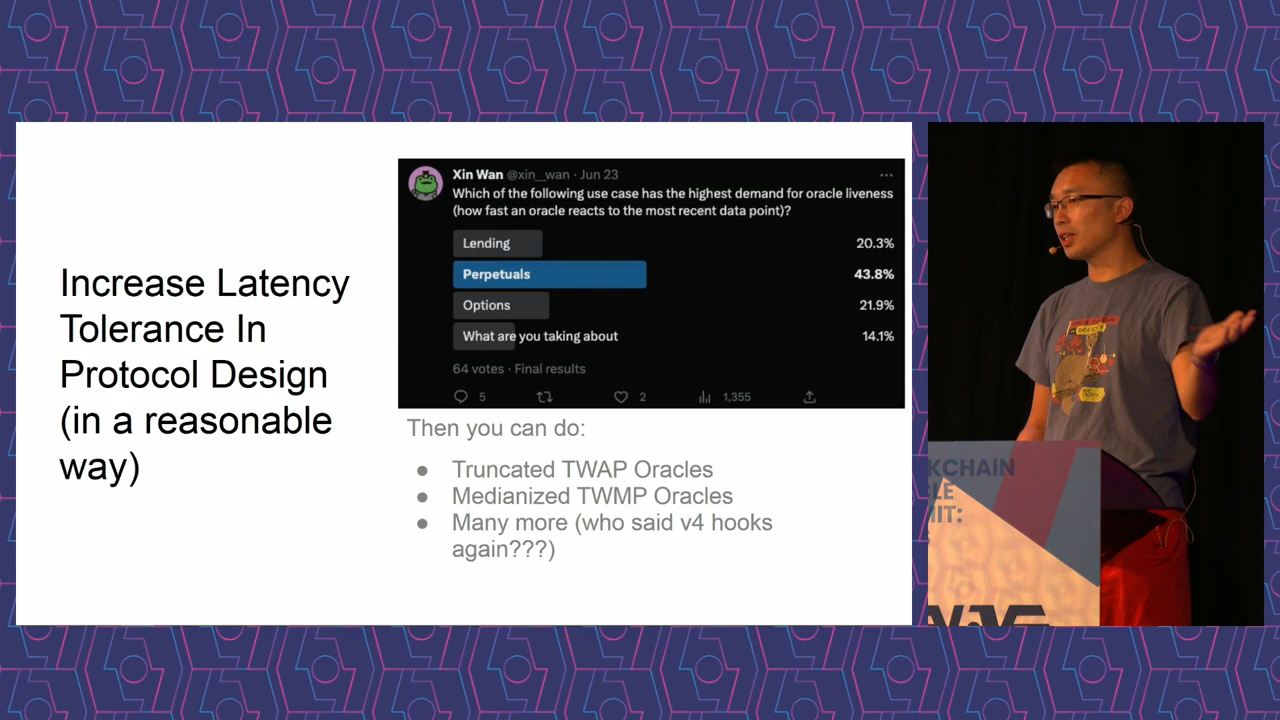 Increase Latency
Tolerance In
Protocol Design
(in a reasonable
way)
Xin Wan @xin__wan · Jun 23
Which of the following use case has the highest demand for oracle liveness
(how fast an oracle reacts to the most recent data point)?
Lending 20.3%
Perpetuals 43.8%
Options 21.9%
What are you taking about 14.1%
64 votes · Final results
5 2 1,355
Then you can do:
● Truncated TWAP Oracles
● Medianized TWMP Oracles
● Many more (who said v4 hooks
again???)
KCHAIN
LE
IT: